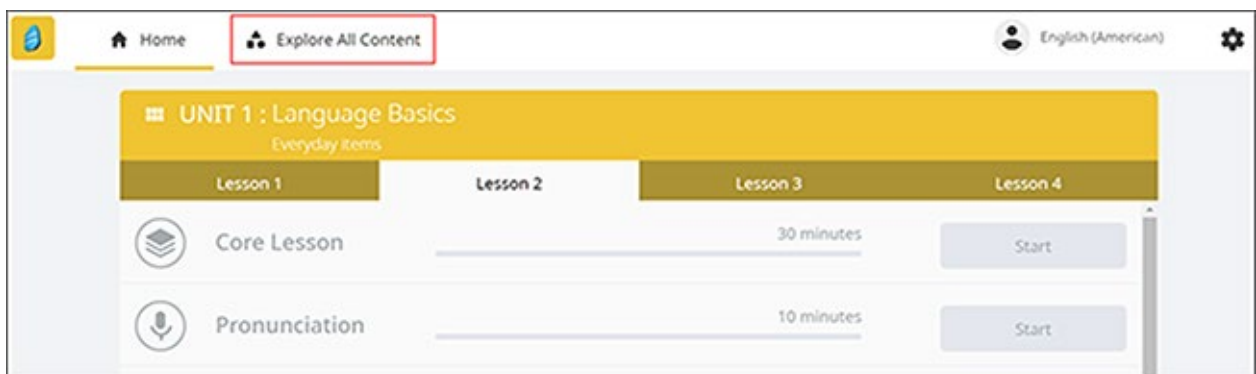 Home
Explore All Content
English (American)
UNIT 1 : Language Basics
Everyday items
Lesson 1
Lesson 2
Lesson 3
Lesson 4
Core Lesson
30 minutes
Start
Pronunciation
10 minutes
Start